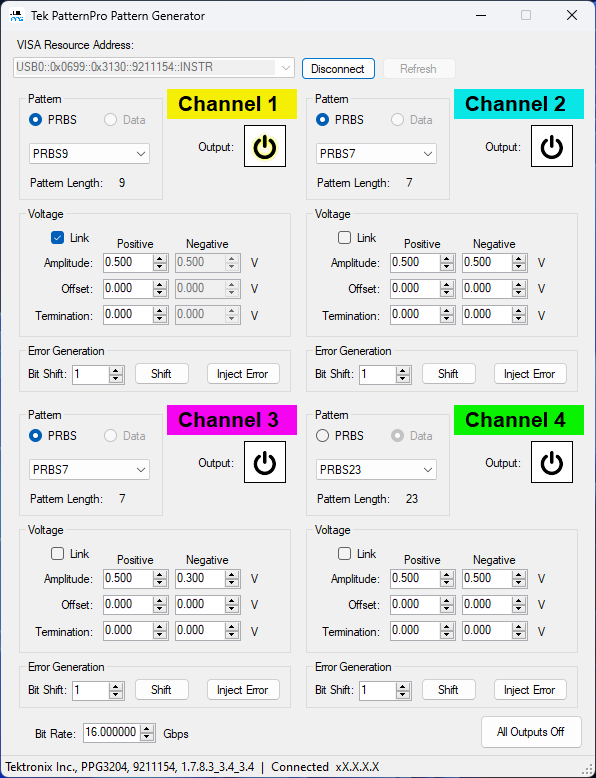 Tek PatternPro Pattern Generator
VISA Resource Address:
USB0::0x0699::0x3130::9211154::INSTR
Disconnect
Refresh
Pattern
Channel 1
PRBS
Data
Output:
PRBS9
Pattern Length: 9
Voltage
Link
Positive Negative
Amplitude: 0.500 0.500 V
Offset: 0.000 0.000 V
Termination: 0.000 0.000 V
Error Generation
Bit Shift: 1 Shift Inject Error
Pattern
Channel 2
PRBS
Data
Output:
PRBS7
Pattern Length: 7
Voltage
Link
Positive Negative
Amplitude: 0.500 0.500 V
Offset: 0.000 0.000 V
Termination: 0.000 0.000 V
Error Generation
Bit Shift: 1 Shift Inject Error
Pattern
Channel 3
PRBS
Data
Output:
PRBS7
Pattern Length: 7
Voltage
Link
Positive Negative
Amplitude: 0.500 0.300 V
Offset: 0.000 0.000 V
Termination: 0.000 0.000 V
Error Generation
Bit Shift: 1 Shift Inject Error
Pattern
Channel 4
PRBS
Data
Output:
PRBS23
Pattern Length: 23
Voltage
Link
Positive Negative
Amplitude: 0.500 0.500 V
Offset: 0.000 0.000 V
Termination: 0.000 0.000 V
Error Generation
Bit Shift: 1 Shift Inject Error
Bit Rate: 16.000000 Gbps
All Outputs Off
Tektronix Inc., PPG3204, 9211154, 1.7.8.3_3.4_3.4 | Connected xX.X.X.X